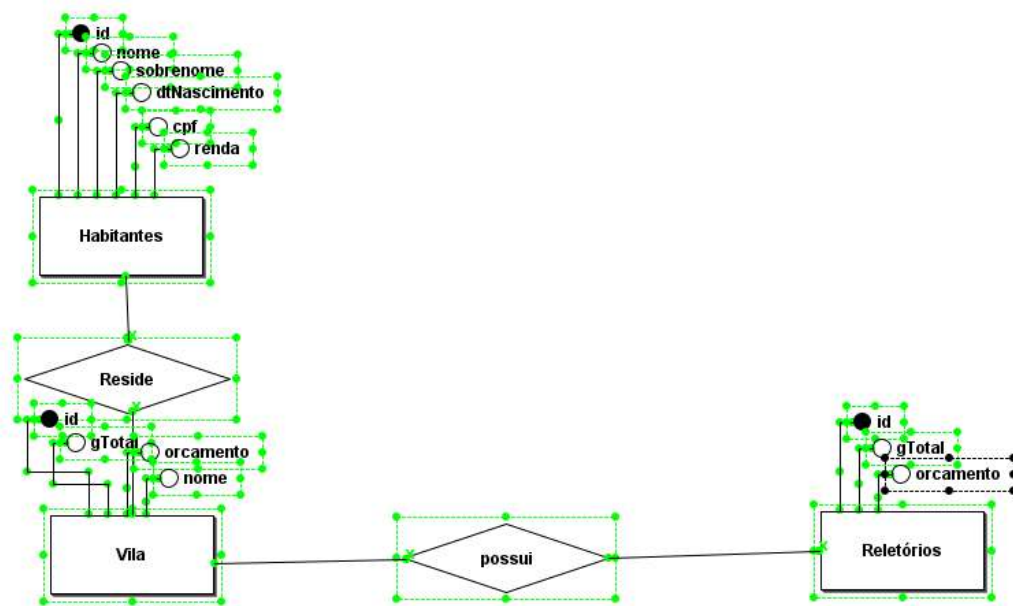 id
nome
sobrenome
dtNascimento
cpf
renda
Habitantes
Reside
id
gTotal
orcamento
nome
Vila
possui
id
gTotal
orcamento
Reletórios